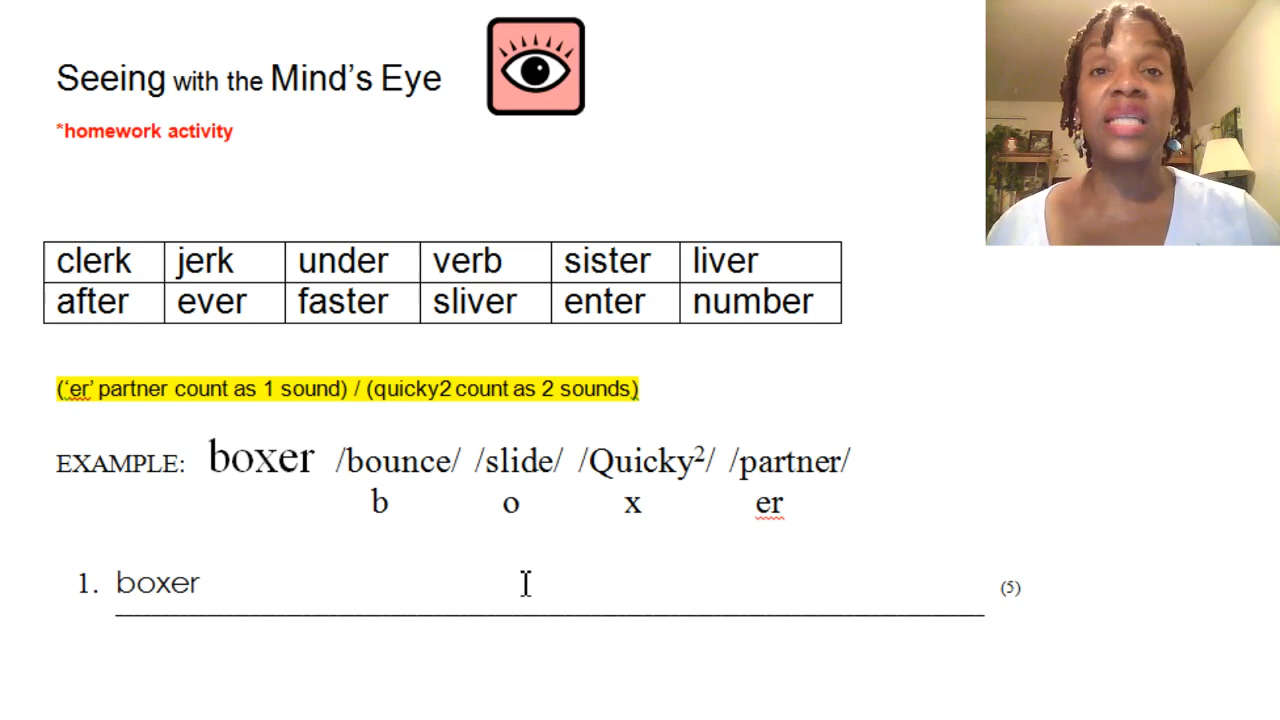 Seeing with the Mind's Eye
*homework activity
clerk jerk under verb sister liver
after ever faster sliver enter number
('er' partner count as 1 sound) / (quicky2 count as 2 sounds)
EXAMPLE: boxer /bounce/ /slide/ /Quicky²/ /partner/
b o x er
1. boxer (5)